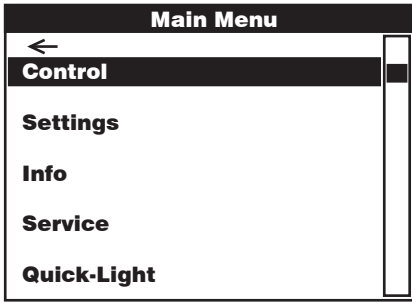 Main Menu
Control
Settings
Info
Service
Quick-Light